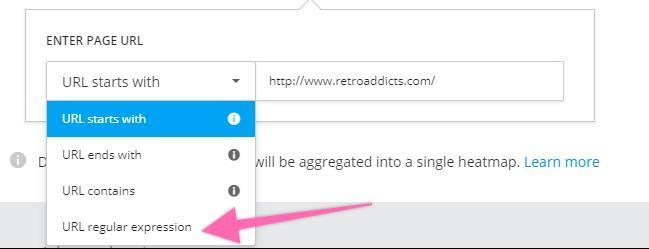 ENTER PAGE URL
URL starts with
http://www.retroaddicts.com/
URL starts with
URL ends with
D
will be aggregated into a single heatmap. Learn more
URL contains
URL regular expression